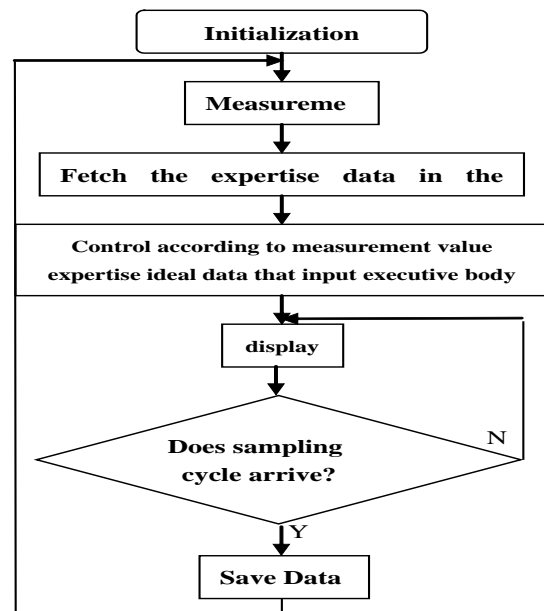 Initialization
Measureme
Fetch the expertise data in the
Control according to measurement value
expertise ideal data that input executive body
display
Does sampling
cycle arrive?
N
Y
Save Data